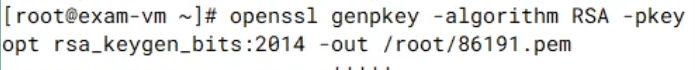 [root@exam-vm ~]# openssl genpkey -algorithm RSA -pkey
opt rsa_keygen_bits:2014 -out /root/86191.pem